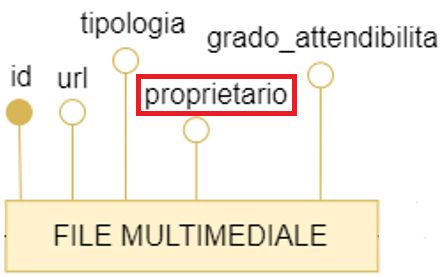 tipologia
grado_attendibilita
id
url
proprietario
FILE MULTIMEDIALE